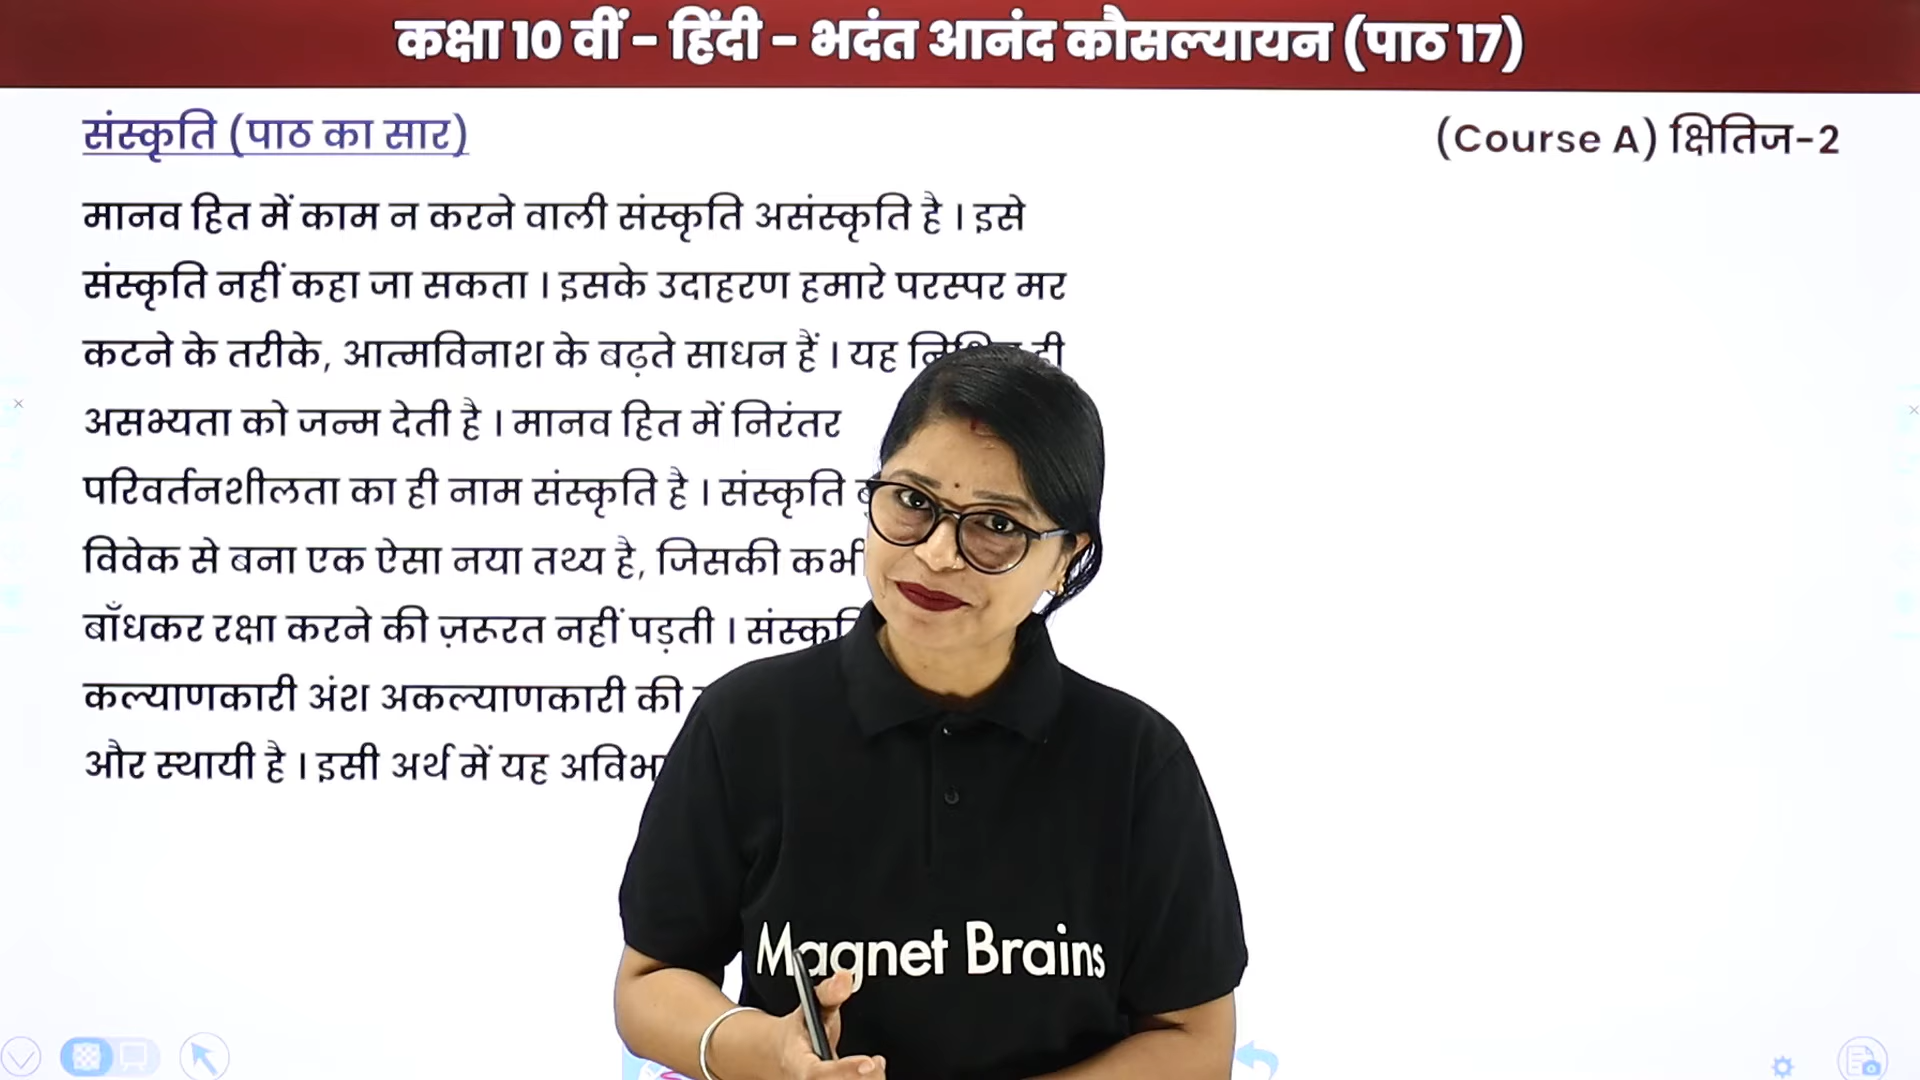 कक्षा 10 वीं - हिंदी - भदंत आनंद कौसल्यायन (पाठ 17)
संस्कृति (पाठ का सार)
(Course A) क्षितिज-2
मानव हित में काम न करने वाली संस्कृति असंस्कृति है । इसे
संस्कृति नहीं कहा जा सकता । इसके उदाहरण हमारे परस्पर मर
कटने के तरीके, आत्मविनाश के बढ़ते साधन हैं । यह ही
असभ्यता को जन्म देती है । मानव हित में निरंतर
परिवर्तनशीलता का ही नाम संस्कृति है । संस्कृति
विवेक से बना एक ऐसा नया तथ्य है, जिसकी कभी
बाँधकर रक्षा करने की ज़रूरत नहीं पड़ती ।
कल्याणकारी अंश अकल्याणकारी की
और स्थायी है । इसी अर्थ में यह
Magnet Brains